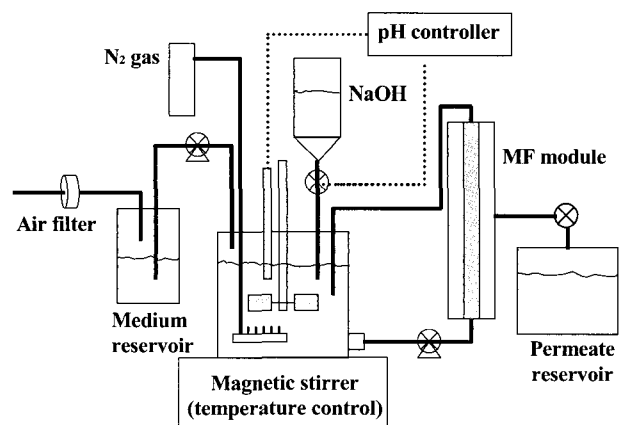 pH controller
N₂ gas
NaOH
MF module
Air filter
Medium
reservoir
Permeate
reservoir
Magnetic stirrer
(temperature control)